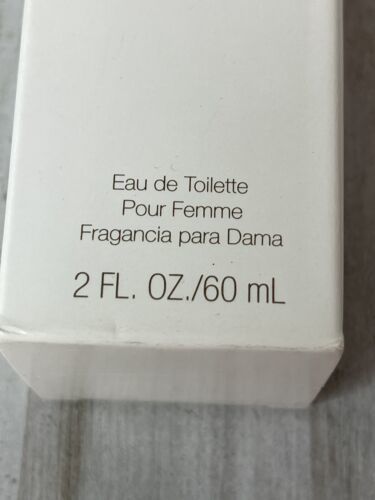 Eau de Toilette
Pour Femme
Fragancia para Dama
2 FL. OZ./60 mL